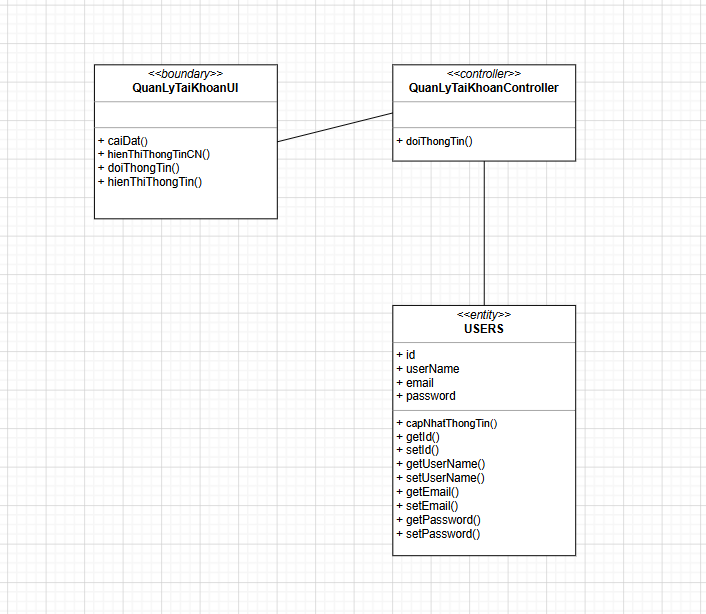 <<boundary>>
QuanLyTaiKhoanUI
+ caiDat()
+ hienThiThongTinCN()
+ doiThongTin()
+ hienThiThongTin()
<<controller>>
QuanLyTaiKhoanController
+ doiThongTin()
<<entity>>
USERS
+ id
+ userName
+ email
+ password
+ capNhatThongTin()
+ getId()
+ setId()
+ getUserName()
+ setUserName()
+ getEmail()
+ setEmail()
+ getPassword()
+ setPassword()